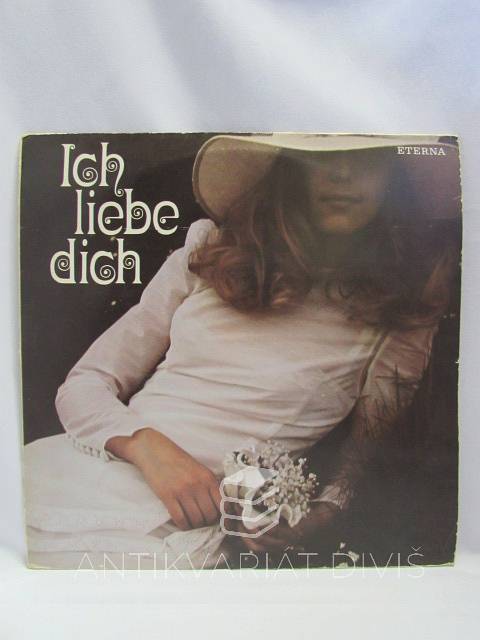 Ich
liebe
dich
ETERNA
ANTIKVARIÁT DIVIŠ